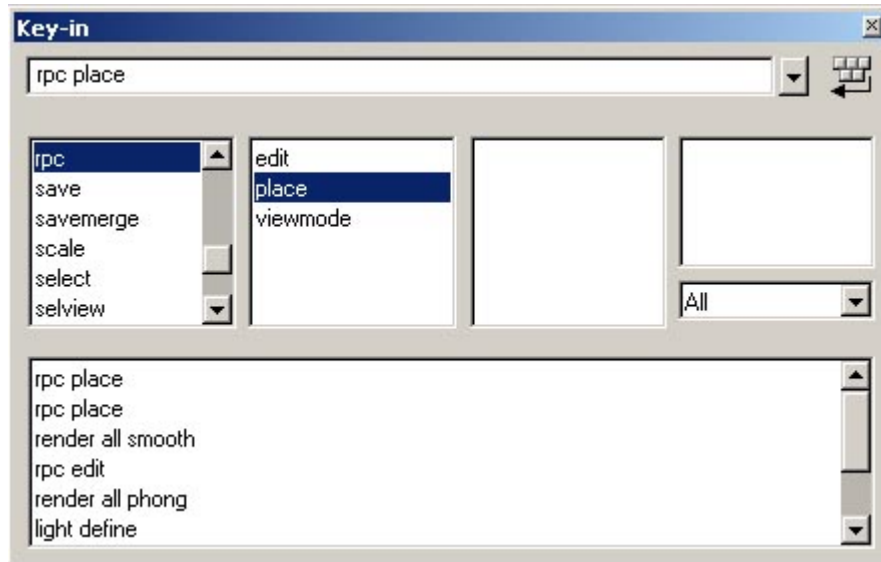 Key-in
rpc place
rpc
save
savemerge
scale
select
selview
edit
place
viewmode
All
rpc place
rpc place
render all smooth
rpc edit
render all phong
light define